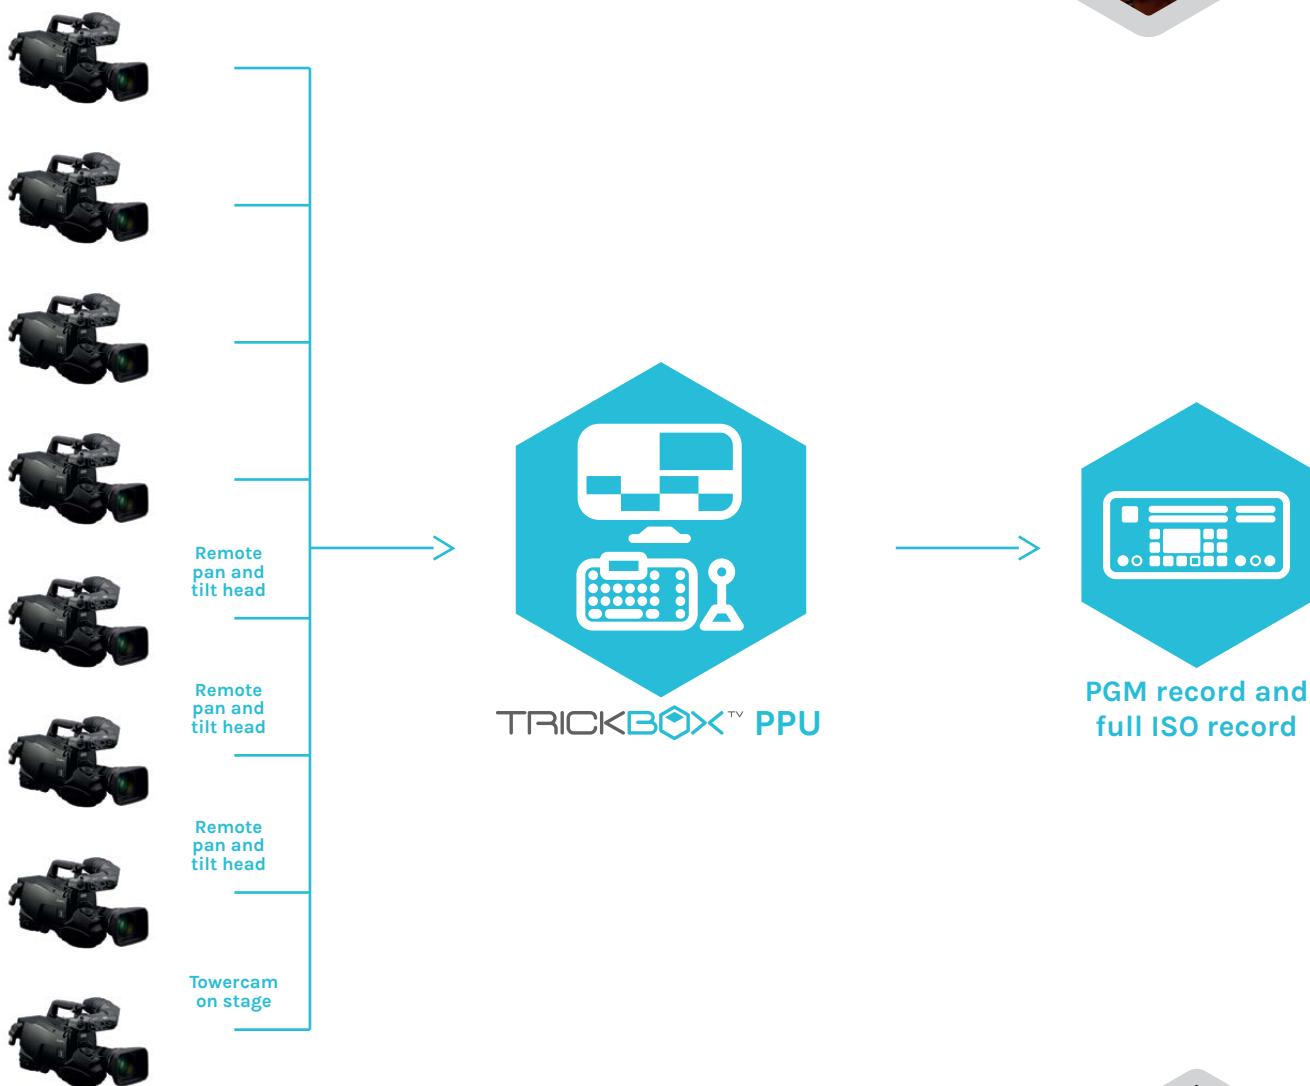 Remote
pan and
tilt head
Remote
pan and
tilt head
Remote
pan and
tilt head
Towercam
on stage
TRICKBOX TV PPU
PGM record and
full ISO record